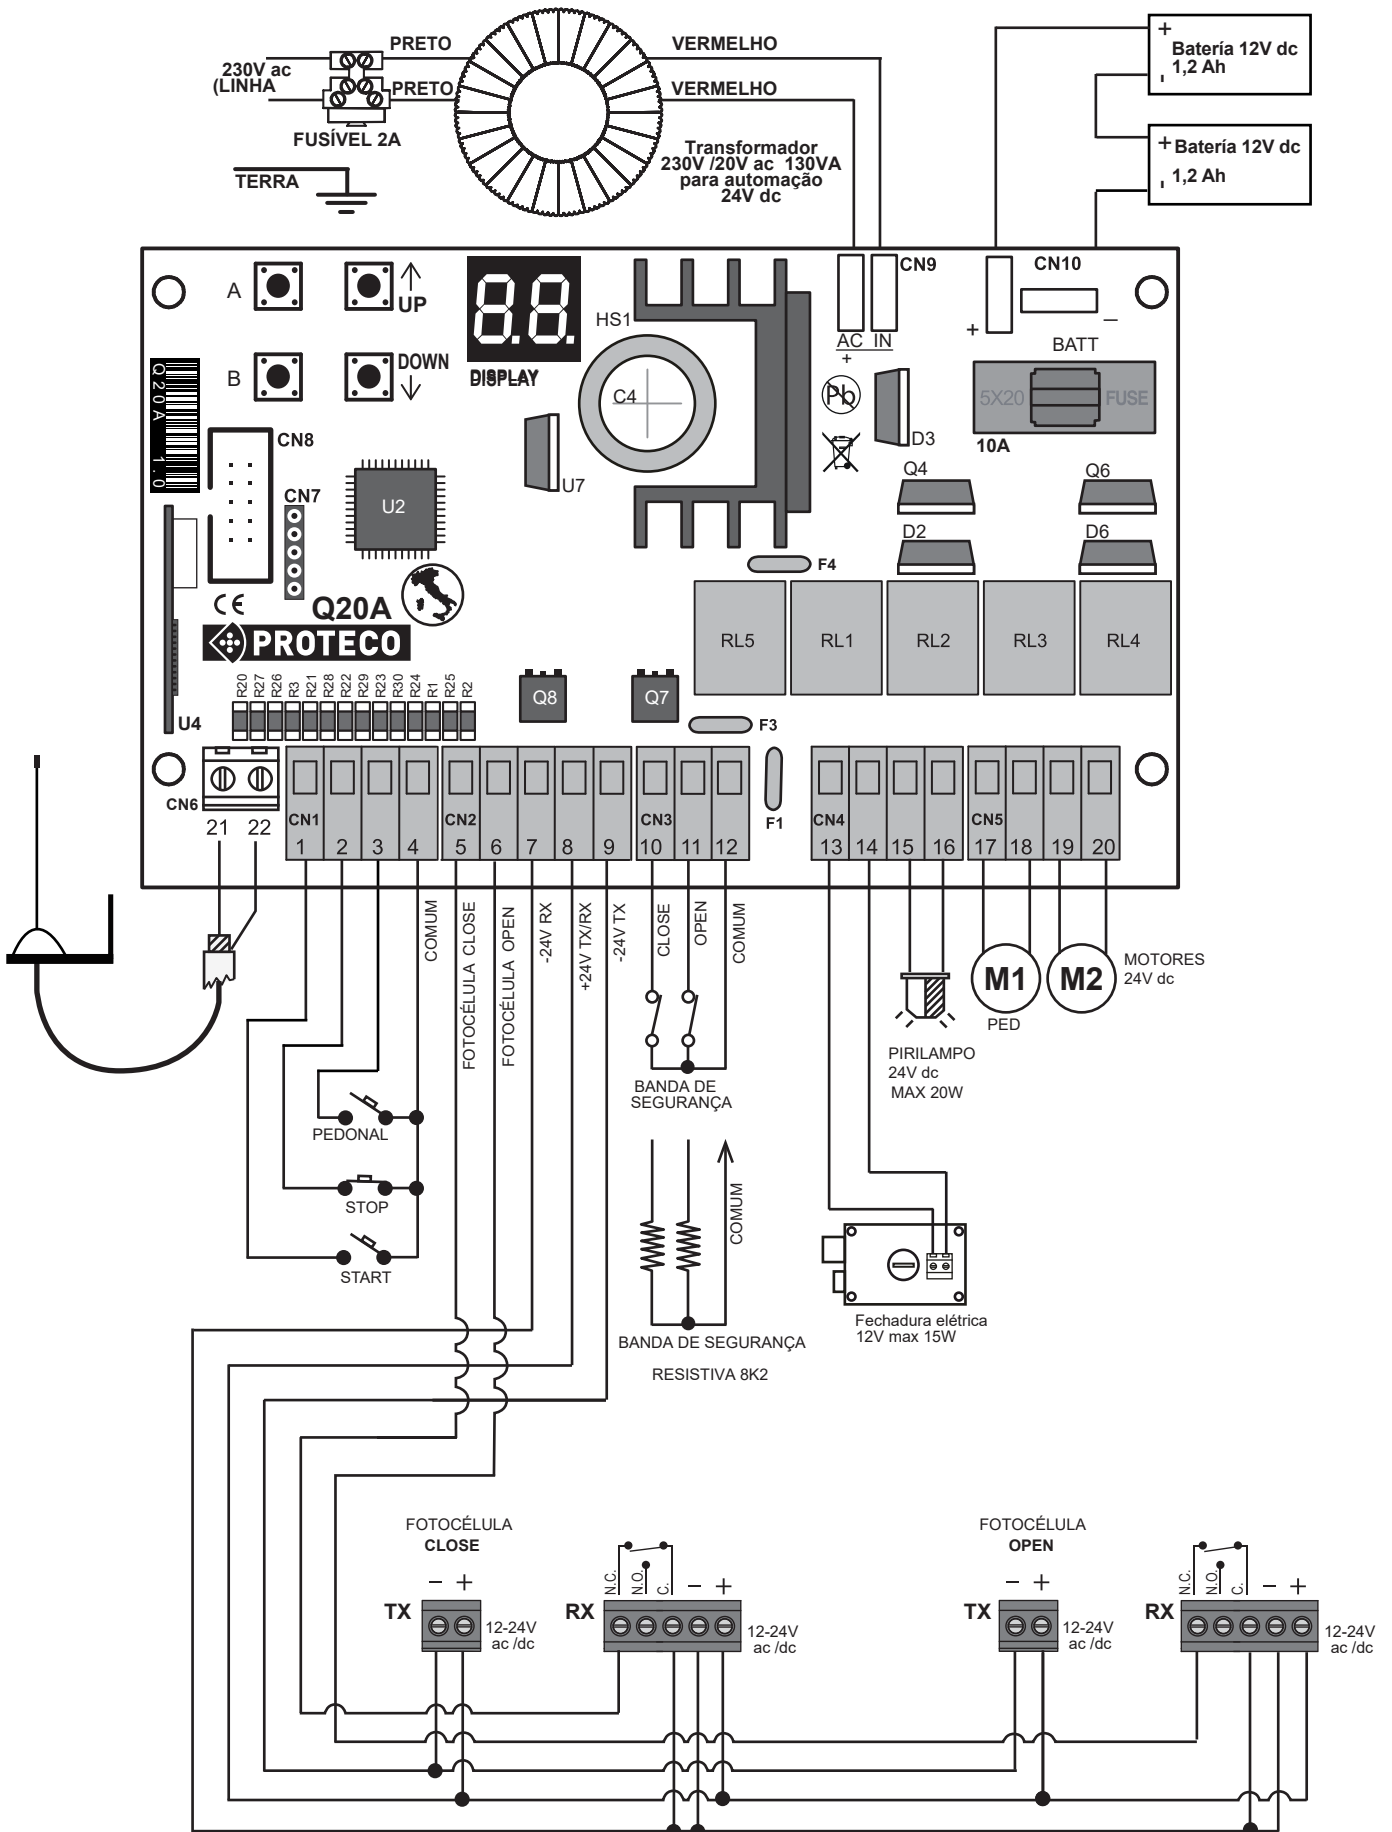 PRETO
VERMELHO
230V ac
(LINHA
PRETO
VERMELHO
FUSÍVEL 2A
TERRA
Transformador
230V /20V ac 130VA
para automação
24V dc
+
Batería 12V dc
1,2 Ah
-
+ Batería 12V dc
- 1,2 Ah
A
UP
B
DOWN
8.8.
DISPLAY
HS1
C4
AC IN
+
CN9
CN10
+
–
BATT
5X20
FUSE
10A
Pb
D3
Q20A 1.0
CN8
CN7
U2
U7
Q4
Q6
D2
D6
F4
CE
Q20A
PROTECO
RL5
RL1
RL2
RL3
RL4
R20
R27
R26
R3
R21
R28
R22
R29
R23
R30
R24
R1
R25
R2
Q8
Q7
U4
F3
F1
CN6
21
22
CN1
1
2
3
4
CN2
5
6
7
8
9
CN3
10
11
12
CN4
13
14
15
16
CN5
17
18
19
20
COMUM
FOTOCÉLULA CLOSE
FOTOCÉLULA OPEN
-24V RX
+24V TX/RX
-24V TX
CLOSE
OPEN
COMUM
M1
M2
MOTORES
24V dc
PED
PIRILAMPO
24V dc
MAX 20W
BANDA DE
SEGURANÇA
PEDONAL
STOP
START
COMUM
Fechadura elétrica
12V max 15W
BANDA DE SEGURANÇA
RESISTIVA 8K2
FOTOCÉLULA
CLOSE
– +
TX
12-24V
ac /dc
RX
N.C.
N.O.
C.
– +
12-24V
ac /dc
FOTOCÉLULA
OPEN
– +
TX
12-24V
ac /dc
RX
N.C.
N.O.
C.
– +
12-24V
ac /dc